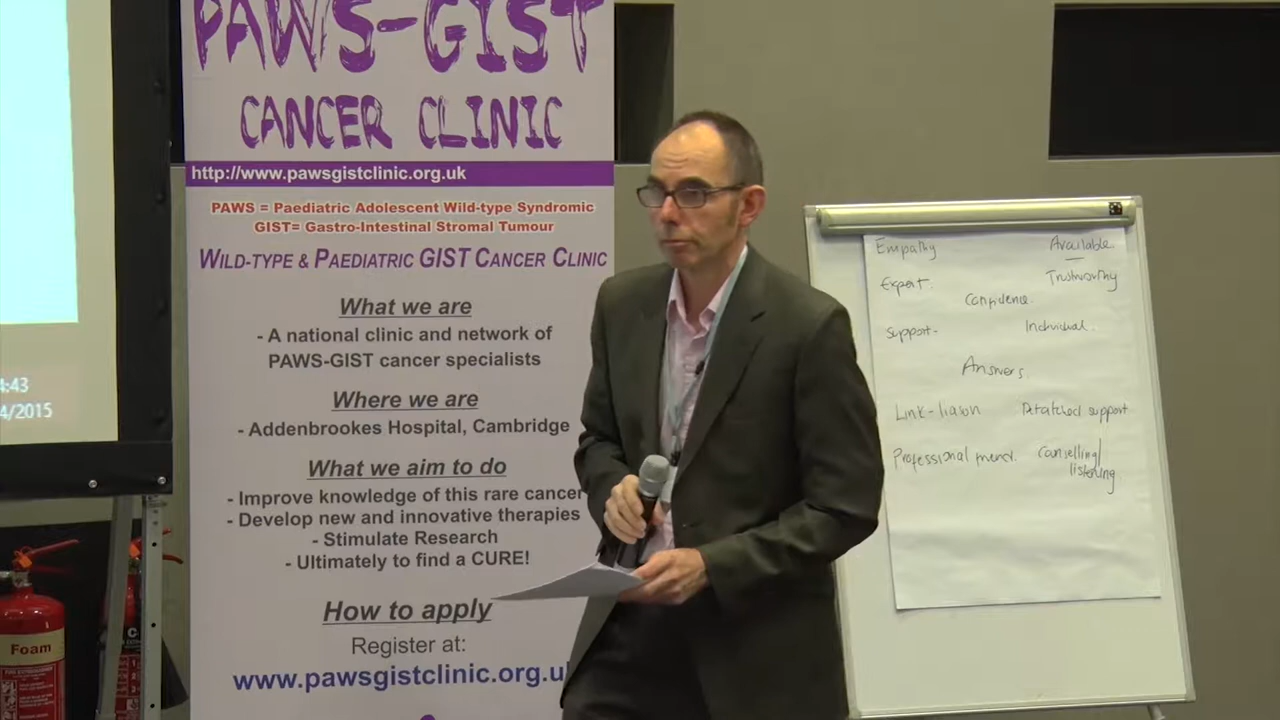 4:43
4/2015
PAWS-GIST
CANCER CLINIC
http://www.pawsgistclinic.org.uk
PAWS = Paediatric Adolescent Wild-type Syndromic
GIST= Gastro-Intestinal Stromal Tumour
WILD-TYPE & PAEDIATRIC GIST CANCER CLINIC
What we are
- A national clinic and network of
PAWS-GIST cancer specialists
Where we are
- Addenbrookes Hospital, Cambridge
What we aim to do
- Improve knowledge of this rare cancer
- Develop new and innovative therapies
- Stimulate Research
- Ultimately to find a CURE!
How to apply
Register at:
www.pawsgistclinic.org.u
Empathy Available
Expert. Trustworthy
Confidence.
Support- Individual.
Answers.
Link-liason Detatched support
Professional friend. Counselling/
listening.
Foam